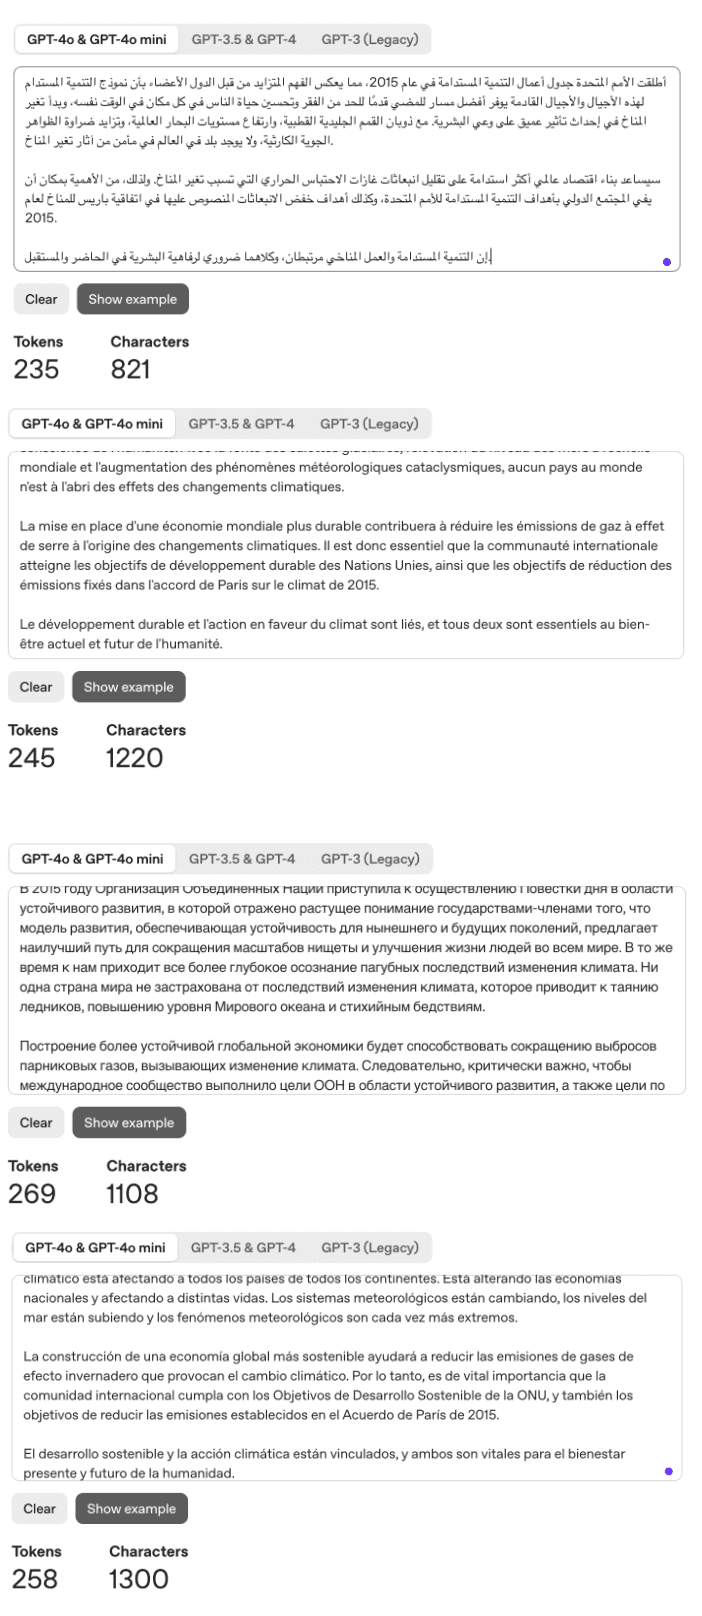 GPT-4o & GPT-4o mini GPT-3.5 & GPT-4 GPT-3 (Legacy)
أطلقت الأمم المتحدة جدول أعمال التنمية المستدامة في عام 2015، مما يعكس الفهم المتزايد من قبل الدول الأعضاء بأن نموذج التنمية المستدام
لهذه الأجيال والأجيال القادمة يوفر أفضل مسار للمضي قدمًا للحد من الفقر وتحسين حياة الناس في كل مكان في الوقت نفسه، وبدأ تغير
المناخ في إحداث تأثير عميق على وعي البشرية. مع ذوبان القمم الجليدية القطبية، وارتفاع مستويات البحار العالمية، وتزايد ضراوة الظواهر
الجوية الكارثية، ولا يوجد بلد في العالم في مأمن من آثار تغير المناخ.
سيساعد بناء اقتصاد عالمي أكثر استدامة على تقليل انبعاثات غازات الاحتباس الحراري التي تسبب تغير المناخ. ولذلك، من الأهمية بمكان أن
يفي المجتمع الدولي بأهداف التنمية المستدامة للأمم المتحدة، وكذلك أهداف خفض الانبعاثات المنصوص عليها في اتفاقية باريس للمناخ لعام
2015.
إن التنمية المستدامة والعمل المناخي مرتبطان، وكلاهما ضروري لرفاهية البشرية في الحاضر والمستقبل.
Clear Show example
Tokens Characters
235 821
GPT-4o & GPT-4o mini GPT-3.5 & GPT-4 GPT-3 (Legacy)
mondiale et l'augmentation des phénomènes météorologiques cataclysmiques, aucun pays au monde
n'est à l'abri des effets des changements climatiques.
La mise en place d'une économie mondiale plus durable contribuera à réduire les émissions de gaz à effet
de serre à l'origine des changements climatiques. Il est donc essentiel que la communauté internationale
atteigne les objectifs de développement durable des Nations Unies, ainsi que les objectifs de réduction des
émissions fixés dans l'accord de Paris sur le climat de 2015.
Le développement durable et l'action en faveur du climat sont liés, et tous deux sont essentiels au bien-
être actuel et futur de l'humanité.
Clear Show example
Tokens Characters
245 1220
GPT-4o & GPT-4o mini GPT-3.5 & GPT-4 GPT-3 (Legacy)
В 2015 году Организация Объединенных Наций приступила к осуществлению Повестки дня в области
устойчивого развития, в которой отражено растущее понимание государствами-членами того, что
модель развития, обеспечивающая устойчивость для нынешнего и будущих поколений, предлагает
наилучший путь для сокращения масштабов нищеты и улучшения жизни людей во всем мире. В то же
время к нам приходит все более глубокое осознание пагубных последствий изменения климата. Ни
одна страна мира не застрахована от последствий изменения климата, которое приводит к таянию
ледников, повышению уровня Мирового океана и стихийным бедствиям.
Построение более устойчивой глобальной экономики будет способствовать сокращению выбросов
парниковых газов, вызывающих изменение климата. Следовательно, критически важно, чтобы
международное сообщество выполнило цели ООН в области устойчивого развития, а также цели по
Clear Show example
Tokens Characters
269 1108
GPT-4o & GPT-4o mini GPT-3.5 & GPT-4 GPT-3 (Legacy)
climático está afectando a todos los países de todos los continentes. Está alterando las economías
nacionales y afectando a distintas vidas. Los sistemas meteorológicos están cambiando, los niveles del
mar están subiendo y los fenómenos meteorológicos son cada vez más extremos.
La construcción de una economía global más sostenible ayudará a reducir las emisiones de gases de
efecto invernadero que provocan el cambio climático. Por lo tanto, es de vital importancia que la
comunidad internacional cumpla con los Objetivos de Desarrollo Sostenible de la ONU, y también los
objetivos de reducir las emisiones establecidos en el Acuerdo de París de 2015.
El desarrollo sostenible y la acción climática están vinculados, y ambos son vitales para el bienestar
presente y futuro de la humanidad.
Clear Show example
Tokens Characters
258 1300